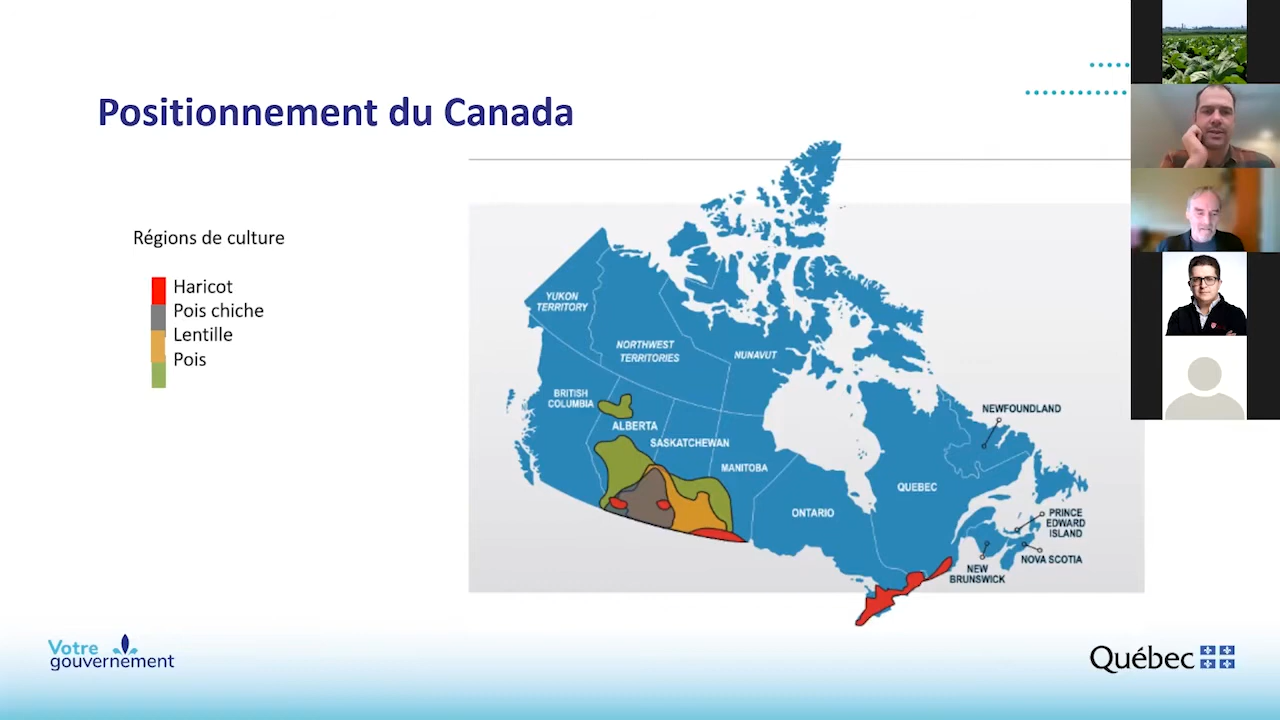 Positionnement du Canada
Régions de culture
Haricot
Pois chiche
Lentille
Pois
YUKON
TERRITORY
NORTHWEST
TERRITORIES
NUNAVUT
BRITISH
COLUMBIA
ALBERTA
SASKATCHEWAN
MANITOBA
ONTARIO
QUEBEC
NEWFOUNDLAND
PRINCE
EDWARD
ISLAND
NOVA SCOTIA
NEW
BRUNSWICK
Votre
gouvernement
Québec